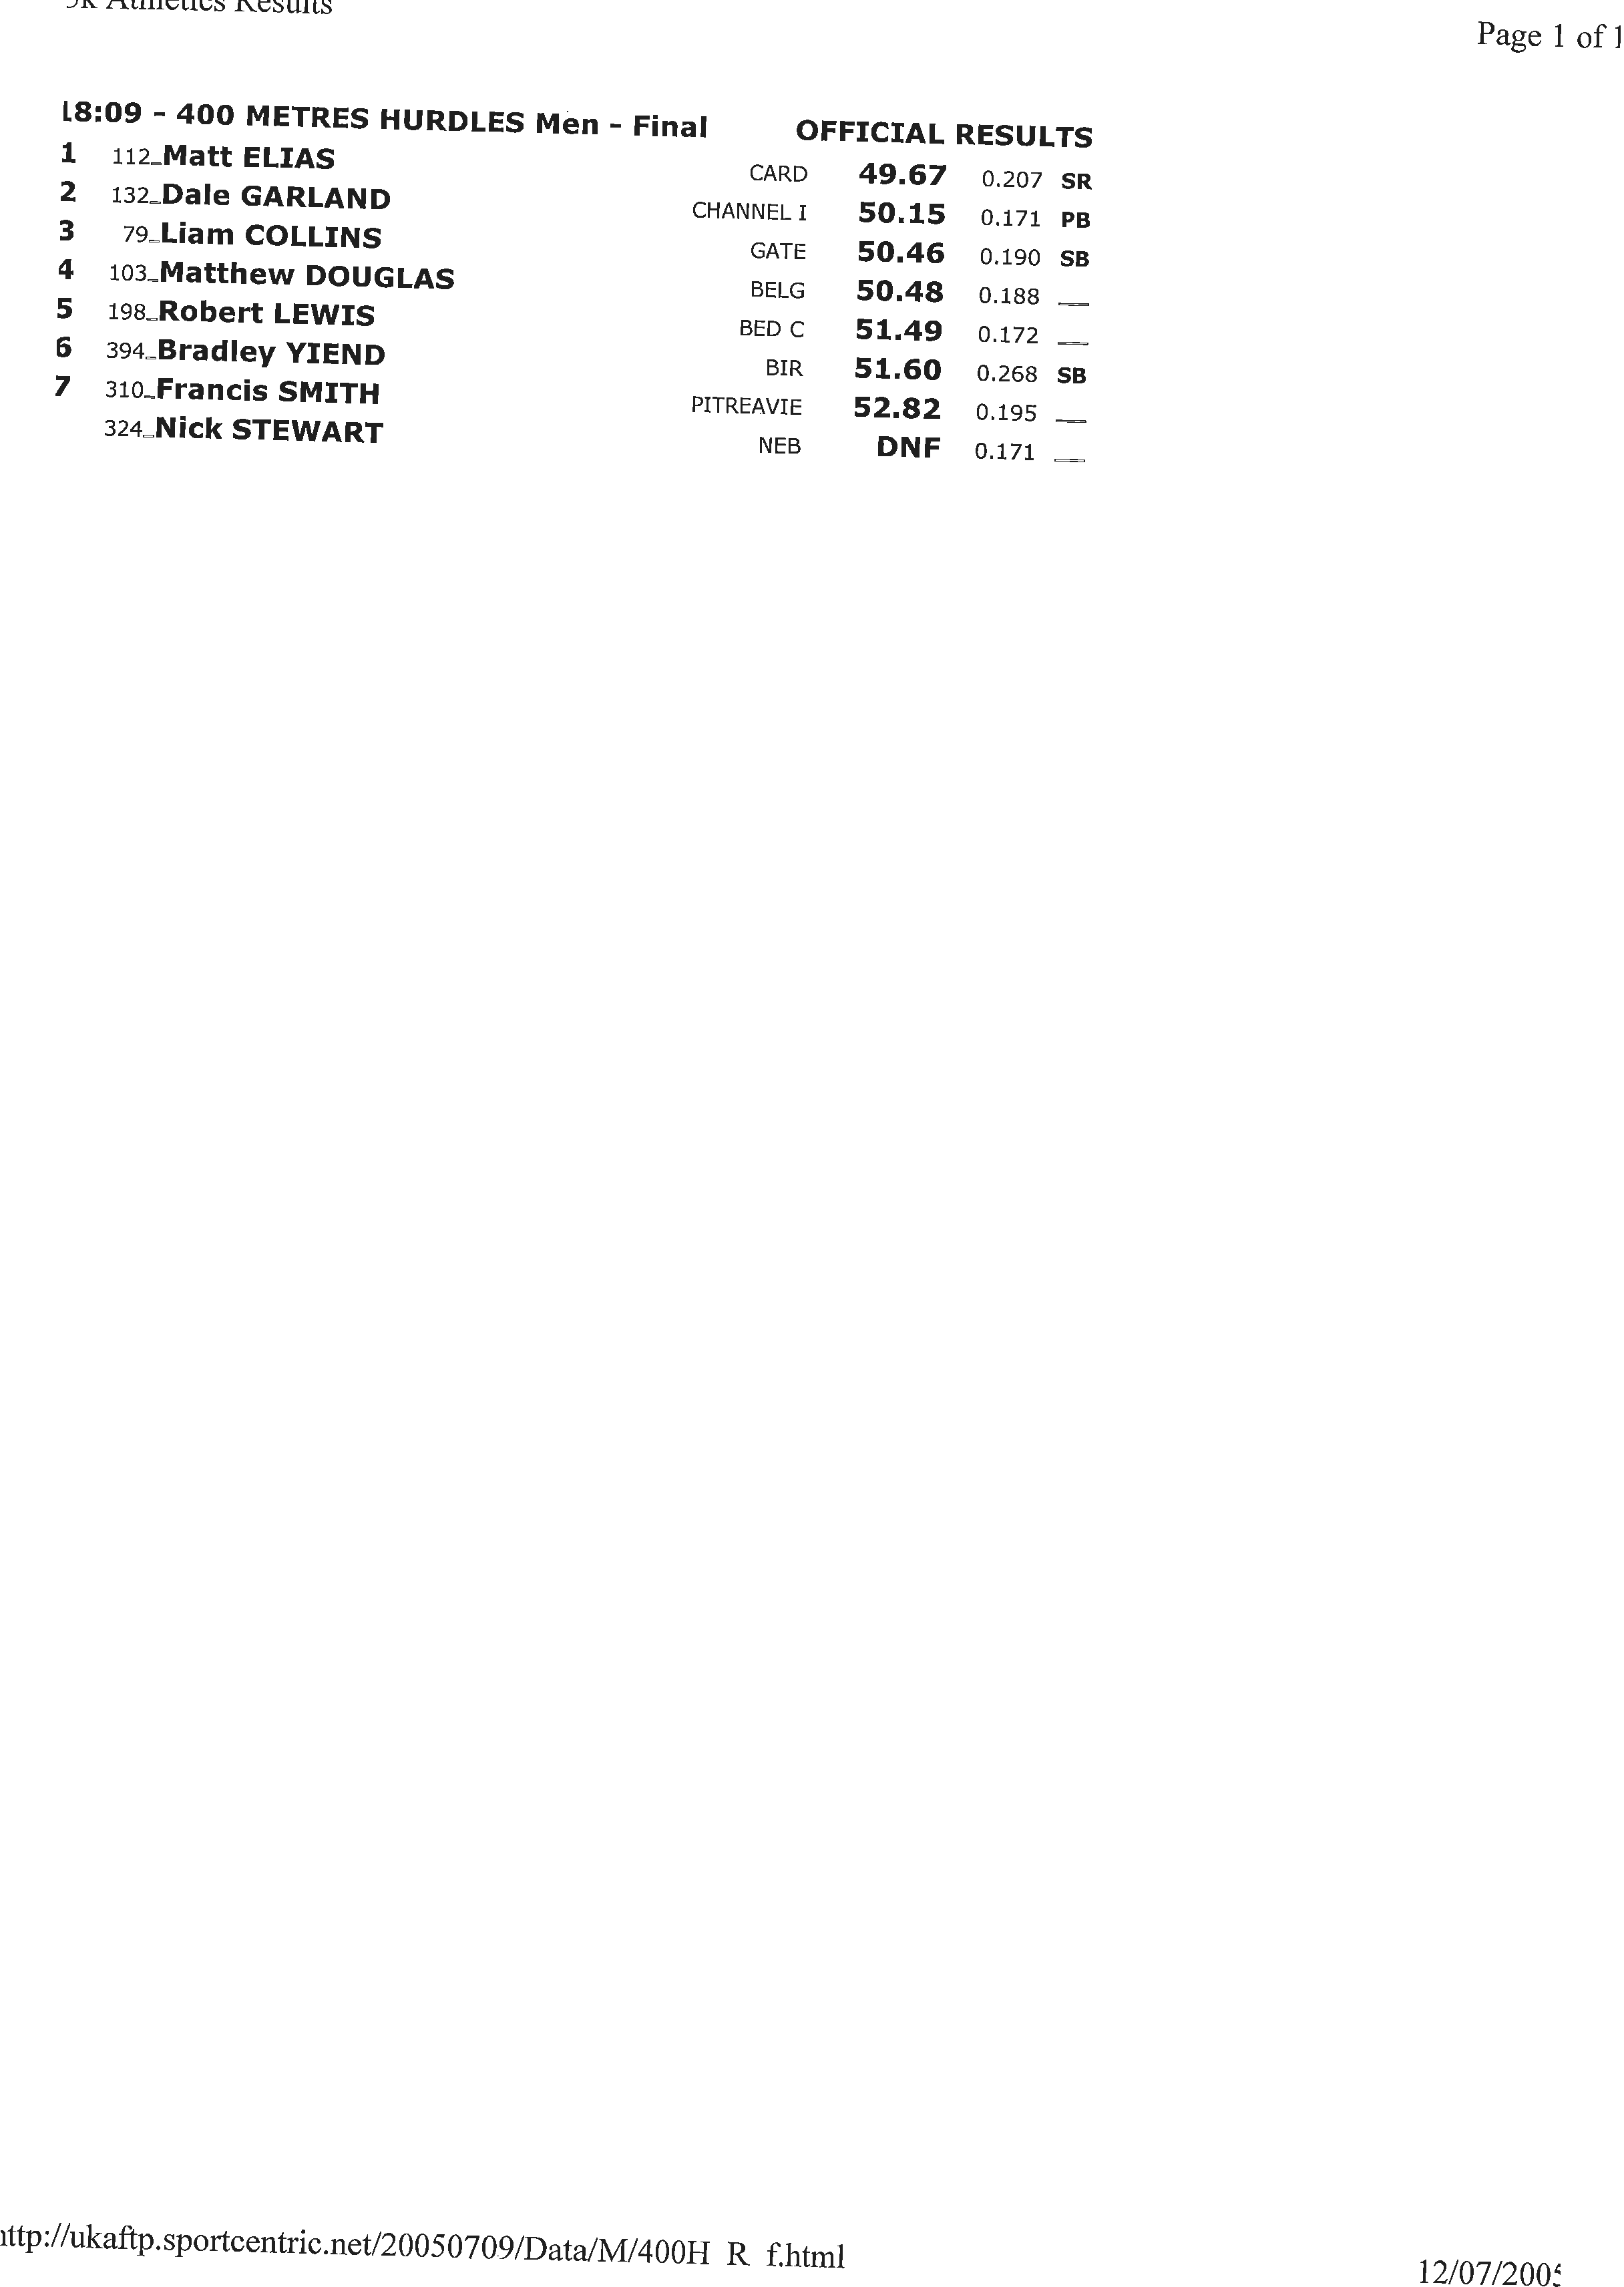 Athletics Results
Page 1 of 1
18:09 - 400 METRES HURDLES Men - Final OFFICIAL RESULTS
1 112 Matt ELIAS CARD 49.67 0.207 SR
2 132 Dale GARLAND CHANNEL I 50.15 0.171 PB
3 79 Liam COLLINS GATE 50.46 0.190 SB
4 103 Matthew DOUGLAS BELG 50.48 0.188
5 198 Robert LEWIS BED C 51.49 0.172
6 394 Bradley YIEND BIR 51.60 0.268 SB
7 310 Francis SMITH PITREAVIE 52.82 0.195
324 Nick STEWART NEB DNF 0.171
http://ukaftp.sportcentric.net/20050709/Data/M/400H R f.html
12/07/2005